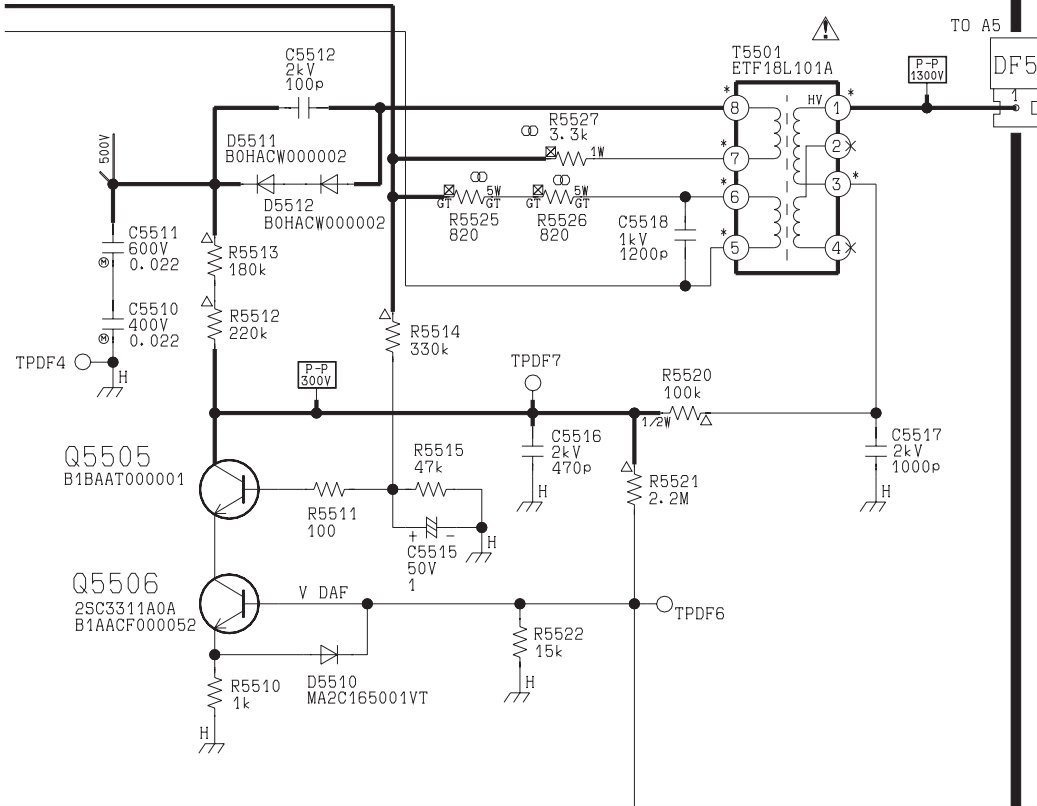 TO A5
DF5
1
P-P
1300V
T5501
ETF18L101A
HV
*
8
*
7
*
6
*
5
*
1
2
*
3
4
C5512
2kV
100p
R5527
3.3k
1W
500V
D5511
B0HACW000002
D5512
B0HACW000002
GT
5W
GT
R5525
820
GT
5W
GT
R5526
820
C5518
1kV
1200p
C5511
600V
0.022
M
R5513
180k
C5510
400V
0.022
M
R5512
220k
R5514
330k
TPDF4
H
P-P
300V
TPDF7
R5520
100k
1/2W
Q5505
B1BAAT000001
R5515
47k
C5516
2kV
470p
H
R5521
2.2M
C5517
2kV
1000p
H
R5511
100
+ -
C5515
50V
1
H
Q5506
2SC3311A0A
B1AACF000052
V DAF
TPDF6
R5522
15k
H
R5510
1k
H
D5510
MA2C165001VT